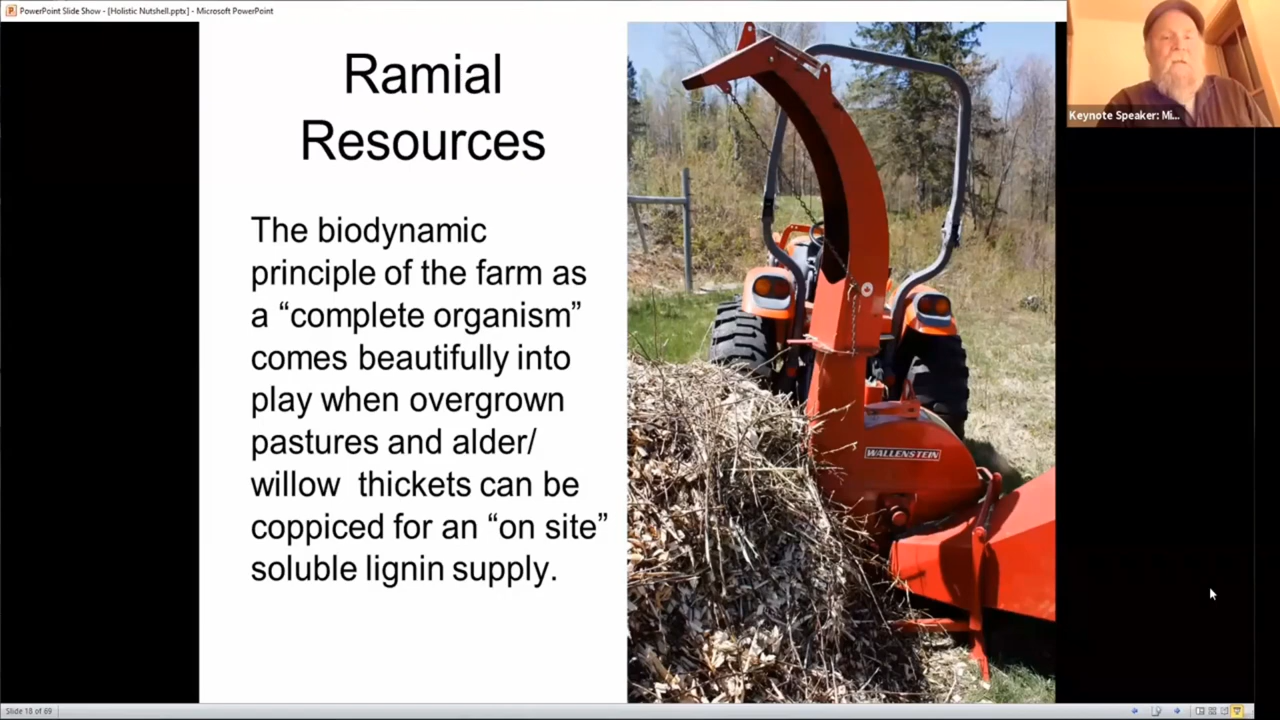 PowerPoint Slide Show - [Holistic Nutshell.pptx] - Microsoft PowerPoint
Keynote Speaker: Mi...
Ramial
Resources
The biodynamic
principle of the farm as
a “complete organism”
comes beautifully into
play when overgrown
pastures and alder/
willow thickets can be
coppiced for an “on site”
soluble lignin supply.
WALLENSTEIN
Slide 18 of 69